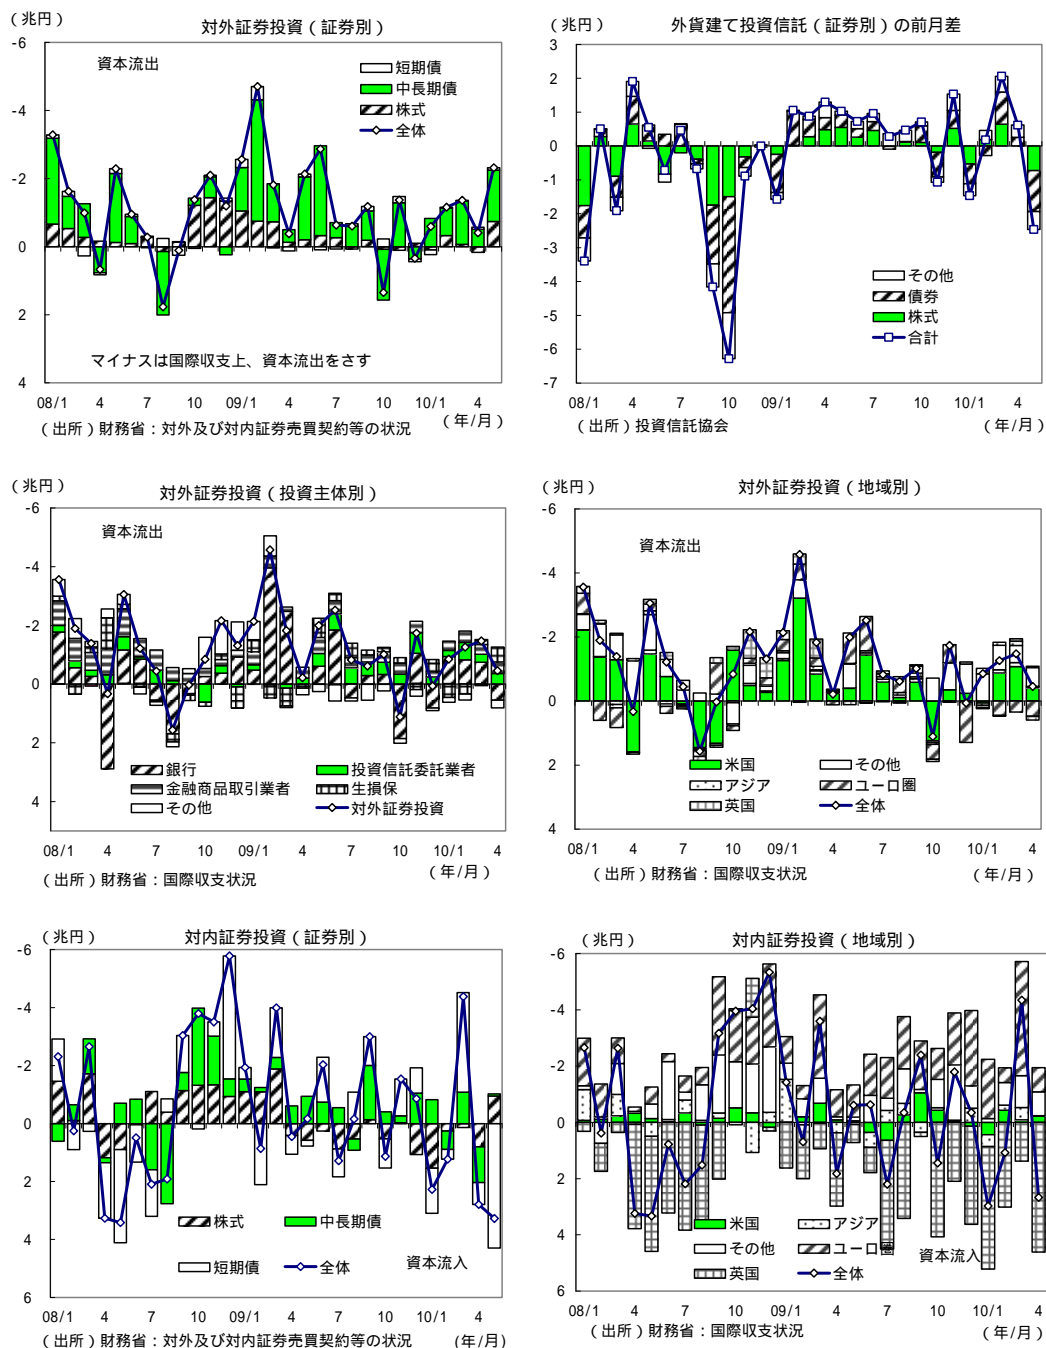 （兆円）
対外証券投資（証券別）
-6
-4
-2
0
2
4
資本流出
短期債
中長期債
株式
全体
マイナスは国際収支上、資本流出をさす
08/1 4 7 10 09/1 4 7 10 10/1 4
（年/月）
（出所）財務省：対外及び対内証券売買契約等の状況
（兆円）
外貨建て投資信託（証券別）の前月差
3
2
1
0
-1
-2
-3
-4
-5
-6
-7
その他
債券
株式
合計
08/1 4 7 10 09/1 4 7 10 10/1 4
（出所）投資信託協会
（年/月）
（兆円）
対外証券投資（投資主体別）
-6
-4
-2
0
2
4
資本流出
銀行
投資信託委託業者
金融商品取引業者
生損保
その他
対外証券投資
08/1 4 7 10 09/1 4 7 10 10/1 4
（年/月）
（出所）財務省：国際収支状況
（兆円）
対外証券投資（地域別）
-6
-4
-2
0
2
4
資本流出
米国
その他
アジア
ユーロ圏
英国
全体
08/1 4 7 10 09/1 4 7 10 10/1 4
（出所）財務省：国際収支状況
（年/月）
（兆円）
対内証券投資（証券別）
-6
-4
-2
0
2
4
6
株式
中長期債
短期債
全体
資本流入
08/1 4 7 10 09/1 4 7 10 10/1 4
（出所）財務省：対外及び対内証券売買契約等の状況
(年/月)
（兆円）
対内証券投資（地域別）
-6
-4
-2
0
2
4
6
米国
アジア
その他
ユーロ圏
英国
全体
資本流入
08/1 4 7 10 09/1 4 7 10 10/1 4
（出所）財務省：国際収支状況
（年/月）